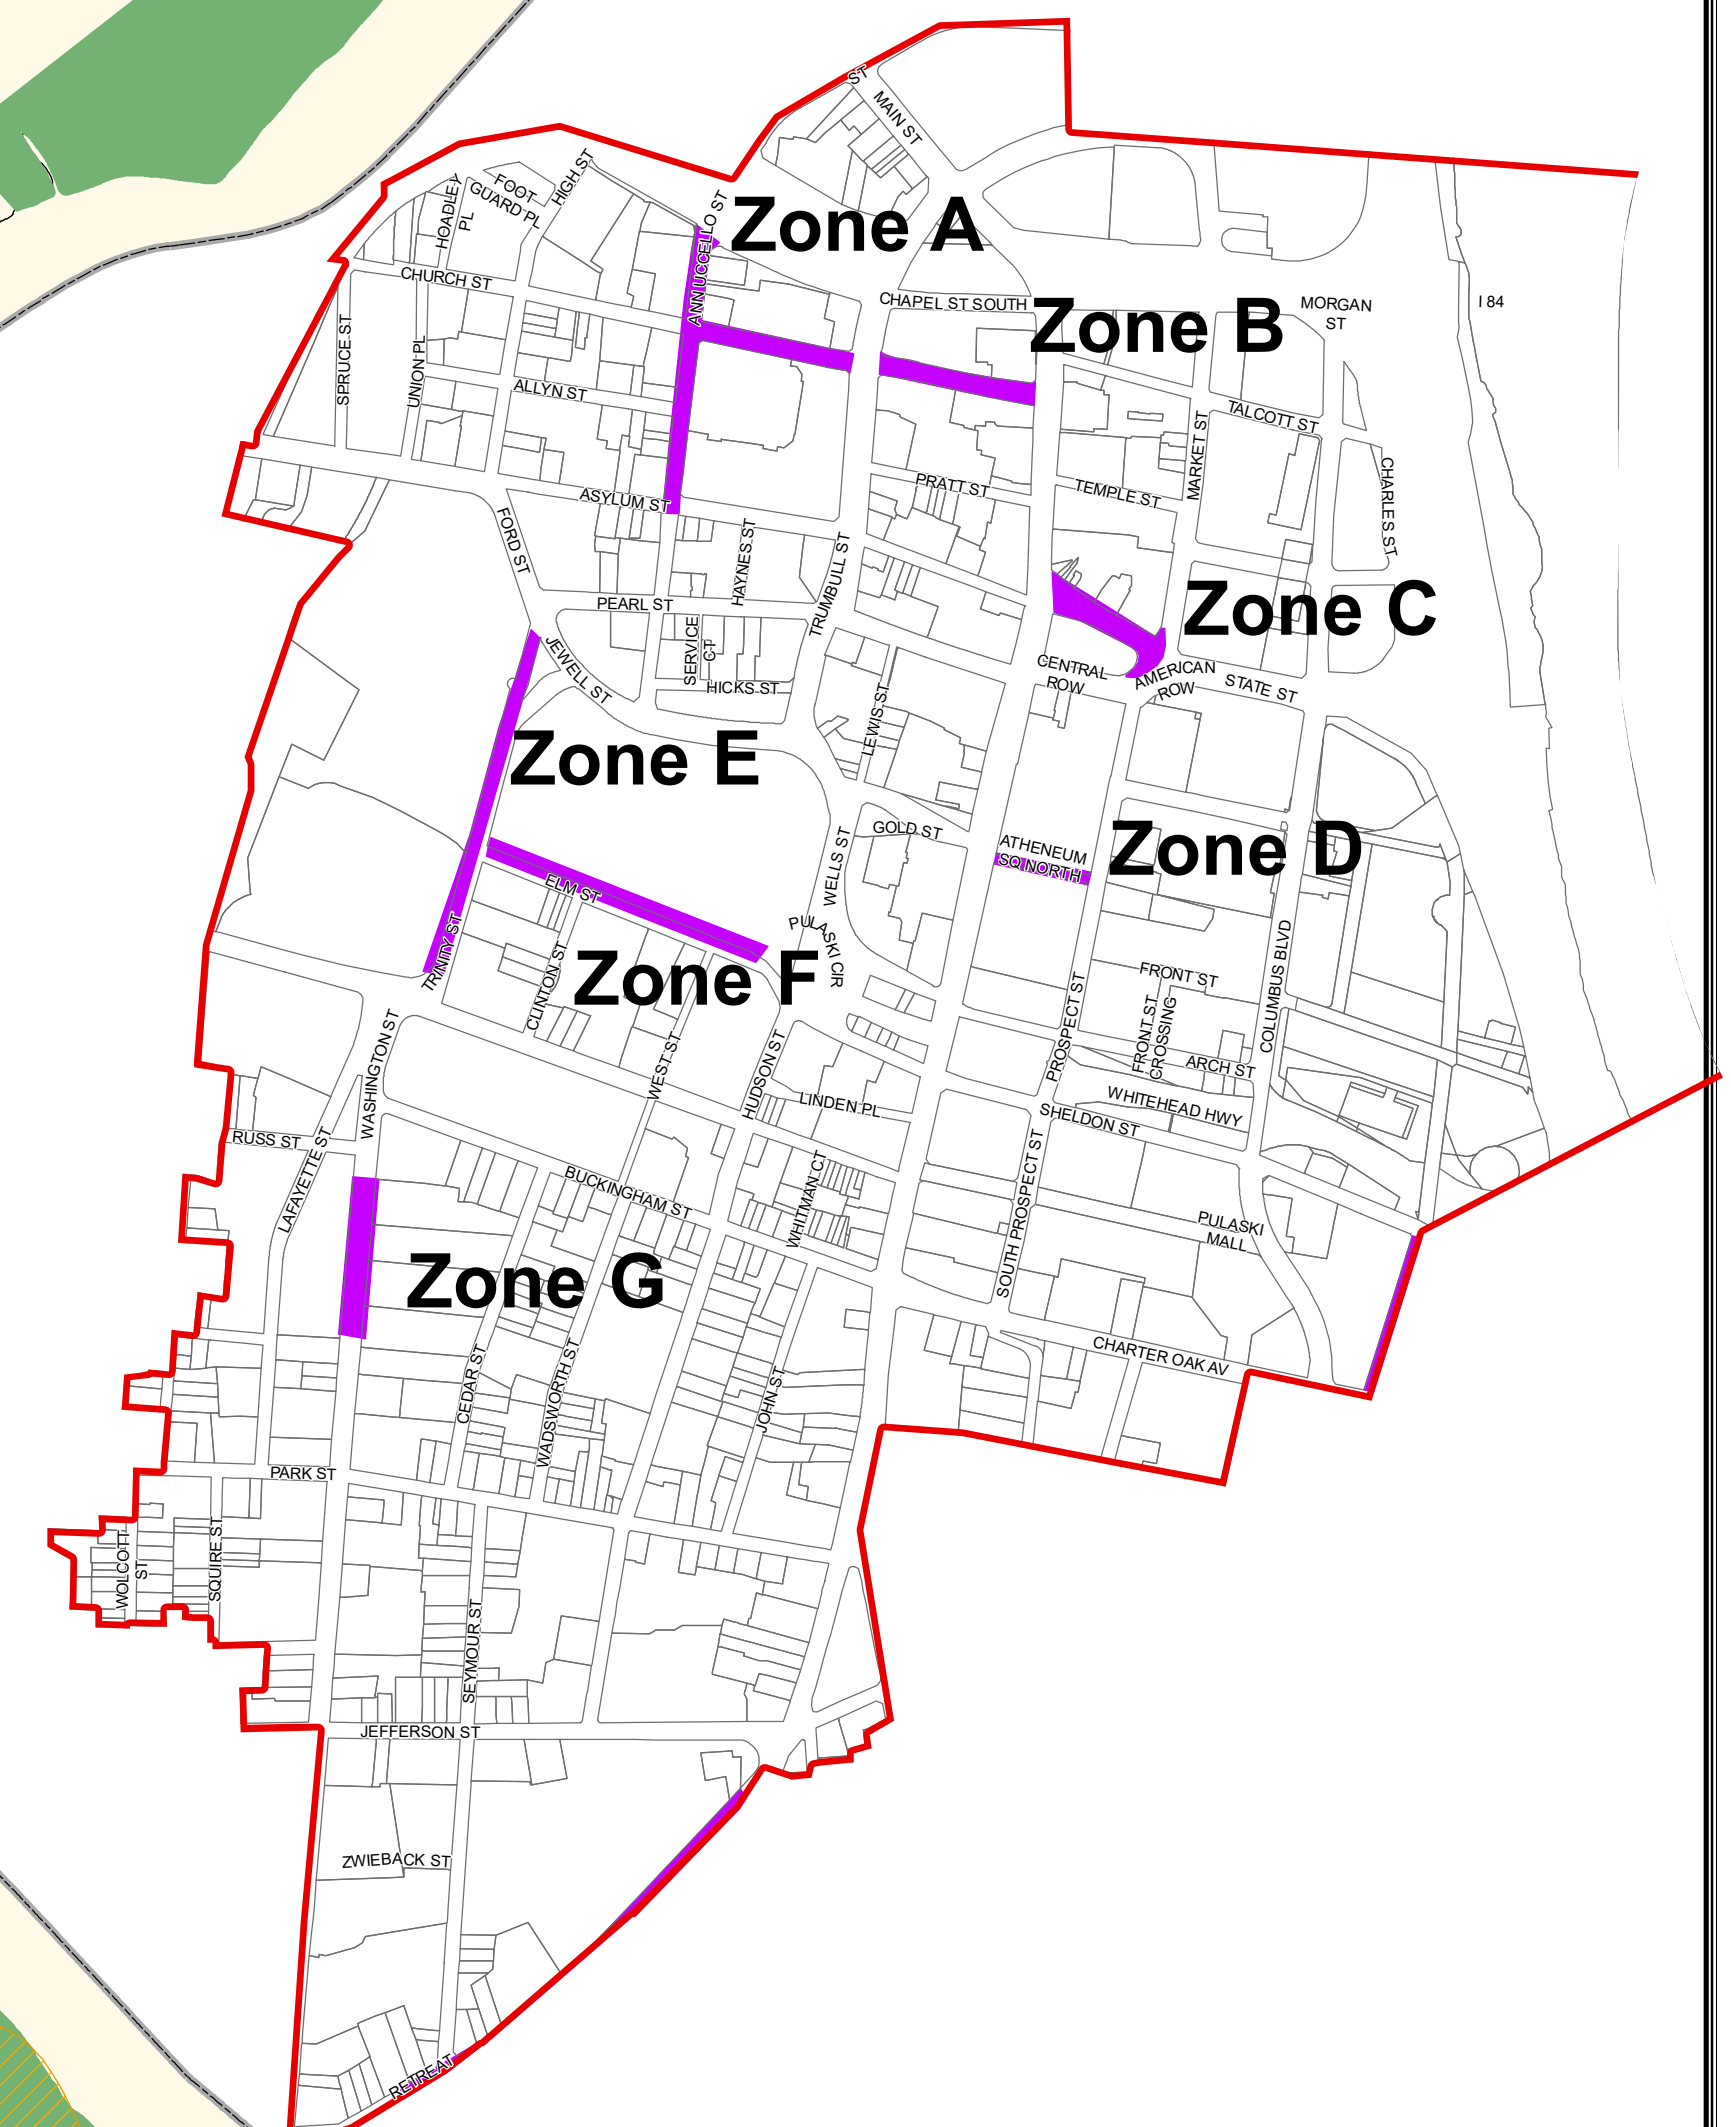 ST
MAIN ST
HIGH ST
FOOT
GUARD PL
HOADLEY
PL
ANN UCCELLO ST
Zone A
CHURCH ST
CHAPEL ST SOUTH
Zone B
MORGAN
ST
I 84
SPRUCE ST
UNION PL
ALLYN ST
TALCOTT ST
MARKET ST
CHARLES ST
ASYLUM ST
PRATT ST
TEMPLE ST
FORD ST
HAYNES ST
TRUMBULL ST
PEARL ST
Zone C
SERVICE
CT
JEWELL ST
HICKS ST
CENTRAL
ROW
AMERICAN
ROW
STATE ST
LEWIS ST
Zone E
GOLD ST
WELLS ST
ATHENEUM
SQ NORTH
Zone D
ELM ST
TRINITY ST
PULASKI CIR
CLINTON ST
Zone F
FRONT ST
COLUMBUS BLVD
PROSPECT ST
FRONT ST
CROSSING
WASHINGTON ST
WEST ST
HUDSON ST
ARCH ST
LINDEN PL
WHITEHEAD HWY
SHELDON ST
RUSS ST
LAFAYETTE ST
BUCKINGHAM ST
WHITMAN CT
SOUTH PROSPECT ST
PULASKI
MALL
Zone G
CHARTER OAK AV
CEDAR ST
WADSWORTH ST
JOHN ST
PARK ST
WOLCOTT
ST
SQUIRE ST
SEYMOUR ST
JEFFERSON ST
ZWIEBACK ST
RETREAT